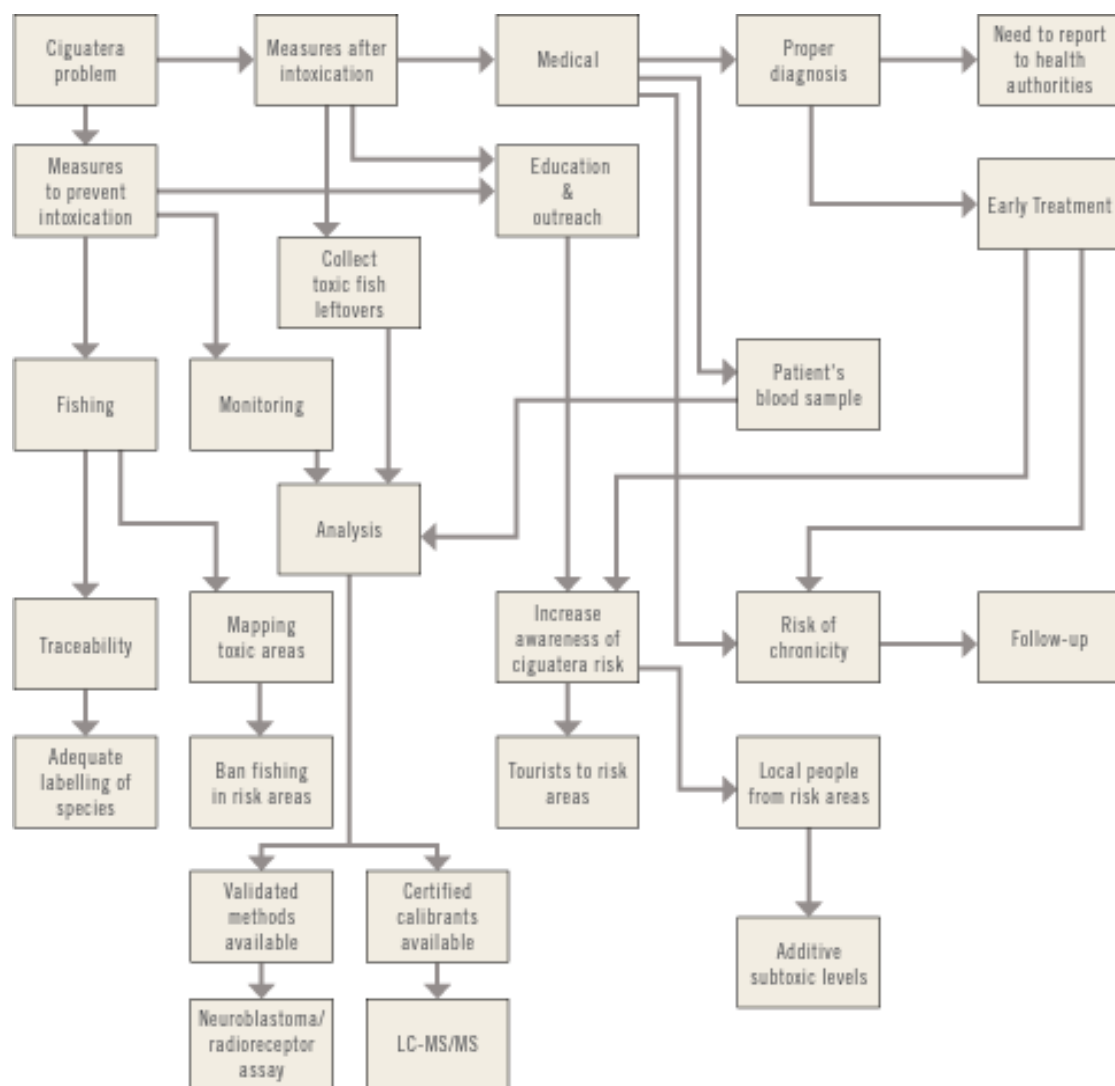 Ciguatera
problem
Measures after
intoxication
Medical
Proper
diagnosis
Need to report
to health
authorities
Measures
to prevent
intoxication
Education
&
outreach
Early Treatment
Collect
toxic fish
leftovers
Fishing
Monitoring
Patient's
blood sample
Analysis
Traceability
Mapping
toxic areas
Increase
awareness of
ciguatera risk
Risk of
chronicity
Follow-up
Adequate
labelling of
species
Ban fishing
in risk areas
Tourists to risk
areas
Local people
from risk areas
Validated
methods
available
Certified
calibrants
available
Additive
subtoxic levels
Neuroblastoma/
radioreceptor
assay
LC-MS/MS